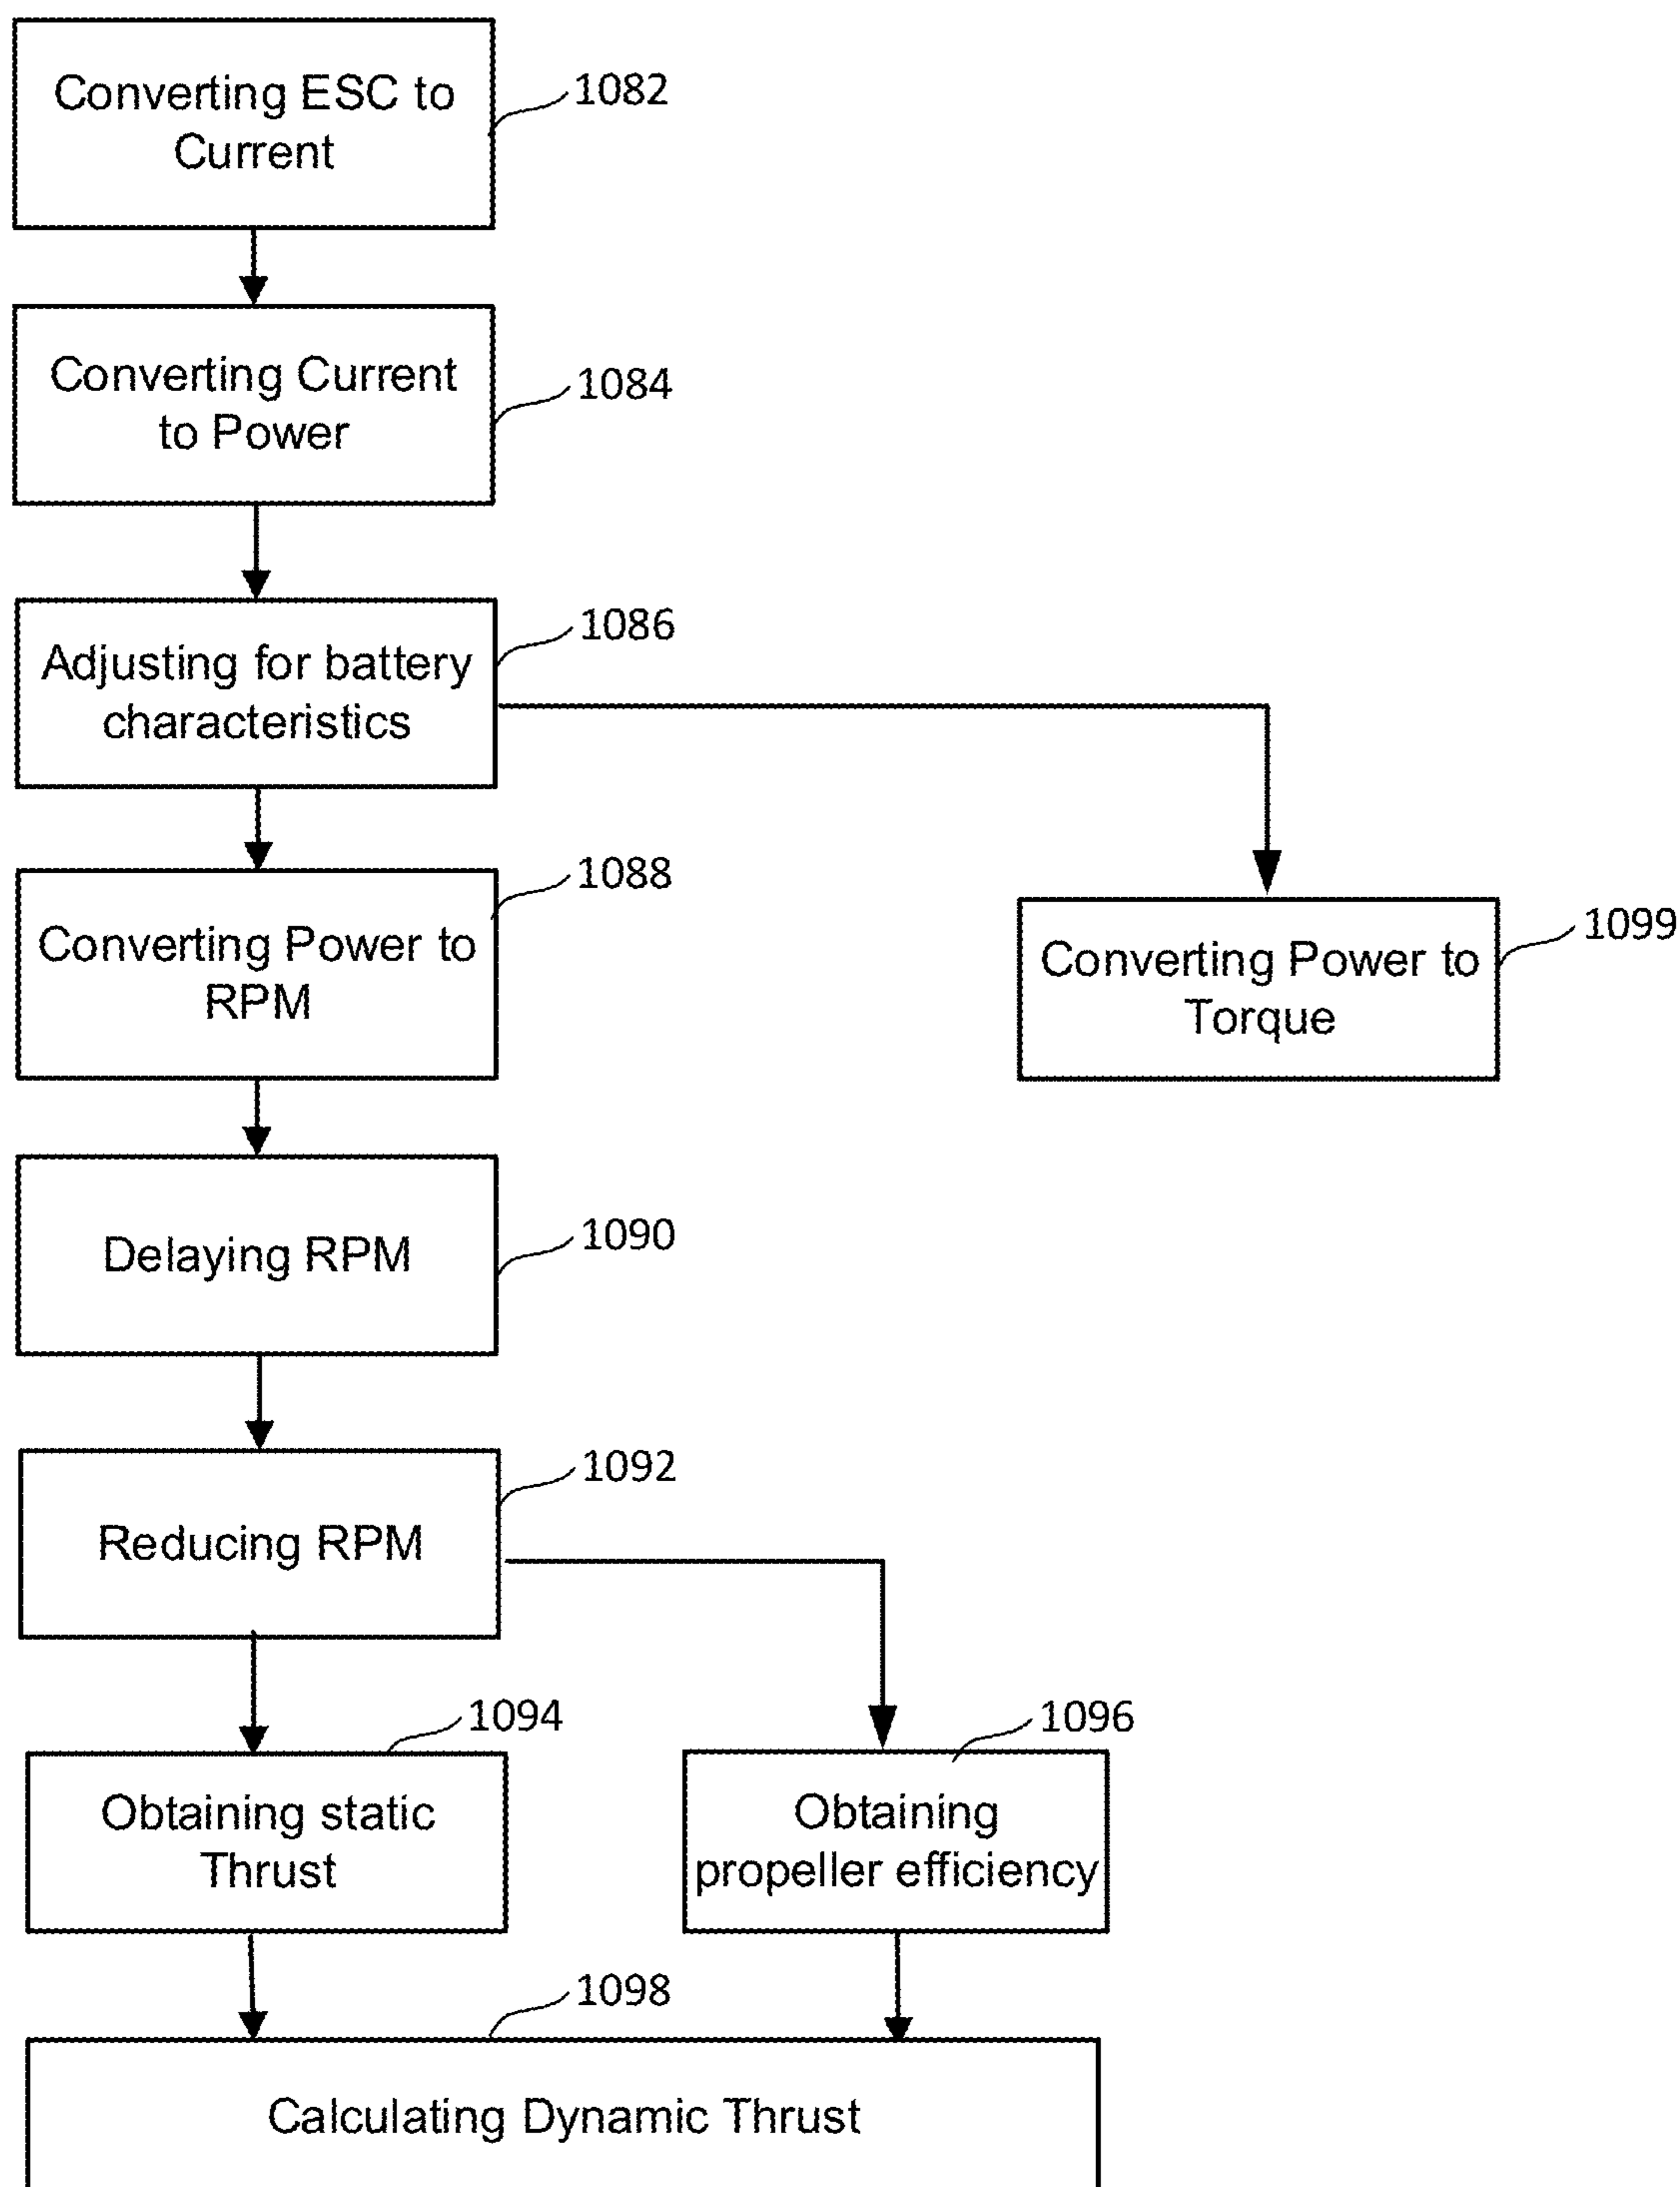 Converting ESC to
Current
1082
Converting Current
to Power
1084
Adjusting for battery
characteristics
1086
Converting Power to
RPM
1088
Converting Power to
Torque
1099
Delaying RPM
1090
Reducing RPM
1092
Obtaining static
Thrust
1094
Obtaining
propeller efficiency
1096
Calculating Dynamic Thrust
1098